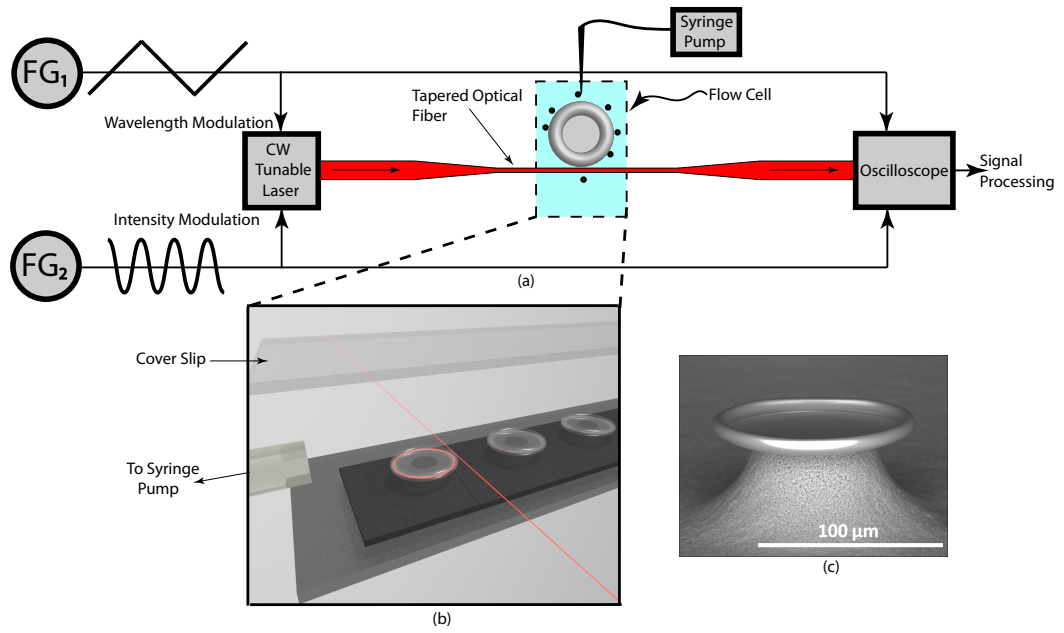 Syringe
Pump
FG1
Tapered Optical
Fiber
Flow Cell
Wavelength Modulation
CW
Tunable
Laser
Oscilloscope
Signal
Processing
Intensity Modulation
FG2
(a)
Cover Slip
To Syringe
Pump
100 µm
(b)
(c)